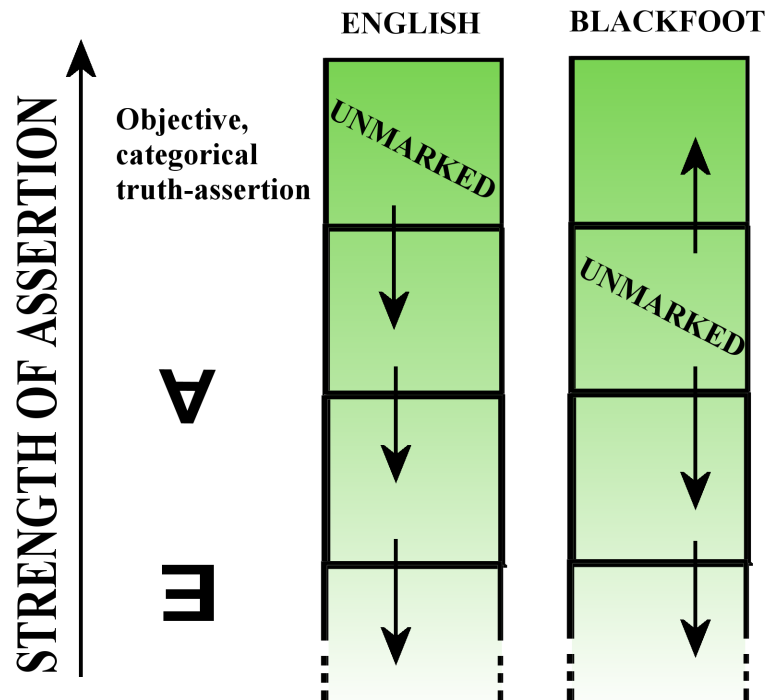 ENGLISH
BLACKFOOT
STRENGTH OF ASSERTION
Objective,
categorical
truth-assertion
UNMARKED
UNMARKED
∀
∃